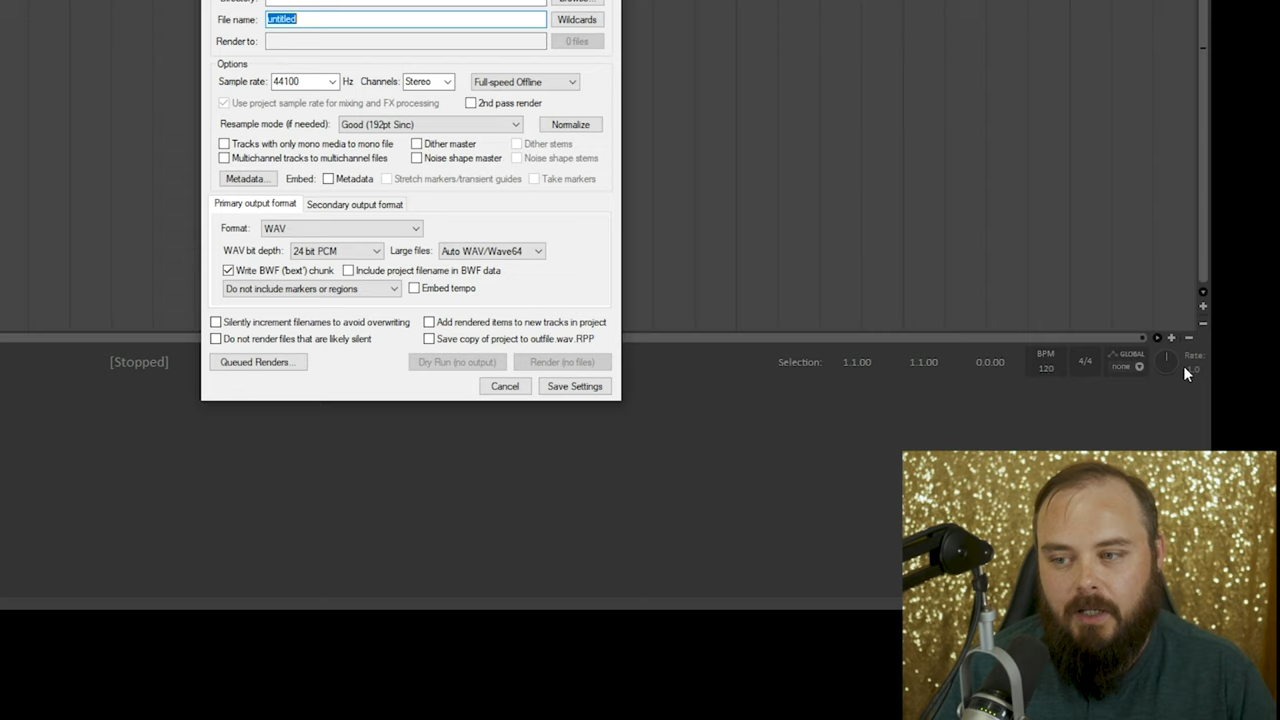 File name: untitled Wildcards
Render to: 0 files
Options
Sample rate: 44100 Hz Channels: Stereo Full-speed Offline
Use project sample rate for mixing and FX processing 2nd pass render
Resample mode (if needed): Good (192pt Sinc) Normalize
Tracks with only mono media to mono file Dither master Dither stems
Multichannel tracks to multichannel files Noise shape master Noise shape stems
Metadata... Embed: Metadata Stretch markers/transient guides Take markers
Primary output format Secondary output format
Format: WAV
WAV bit depth: 24 bit PCM Large files: Auto WAV/Wave64
Write BWF ('bext') chunk Include project filename in BWF data
Do not include markers or regions Embed tempo
Silently increment filenames to avoid overwriting Add rendered items to new tracks in project
Do not render files that are likely silent Save copy of project to outfile.wav.RPP
Queued Renders... Dry Run (no output) Render (no files)
Cancel Save Settings
[Stopped] Selection: 1.1.00 1.1.00 0.0.00 BPM 120 4/4 GLOBAL none Rate: